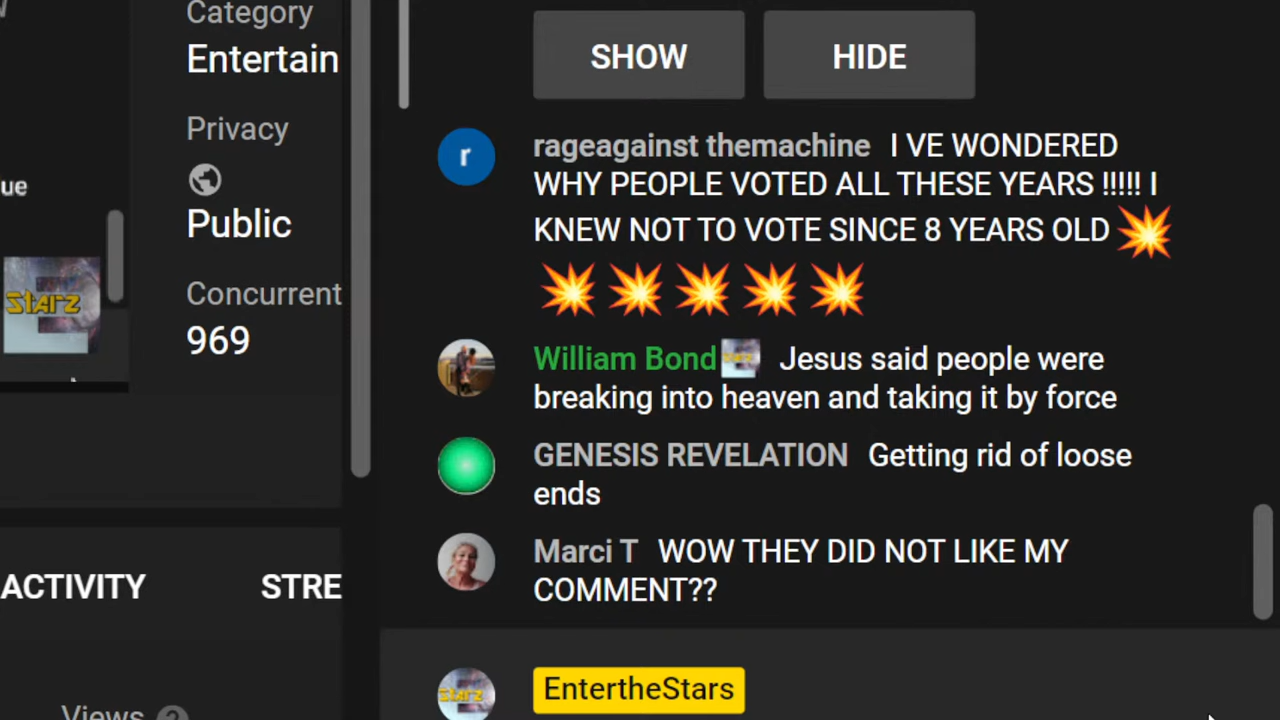 Category
Entertain
Privacy
Public
Concurrent
969
ue
Starz
ACTIVITY
STRE
Views ?
SHOW
HIDE
r
rageagainst themachine I VE WONDERED
WHY PEOPLE VOTED ALL THESE YEARS !!!!! I
KNEW NOT TO VOTE SINCE 8 YEARS OLD 💥
💥💥💥💥💥
William Bond Jesus said people were
breaking into heaven and taking it by force
GENESIS REVELATION Getting rid of loose
ends
Marci T WOW THEY DID NOT LIKE MY
COMMENT??
Starz
EntertheStars